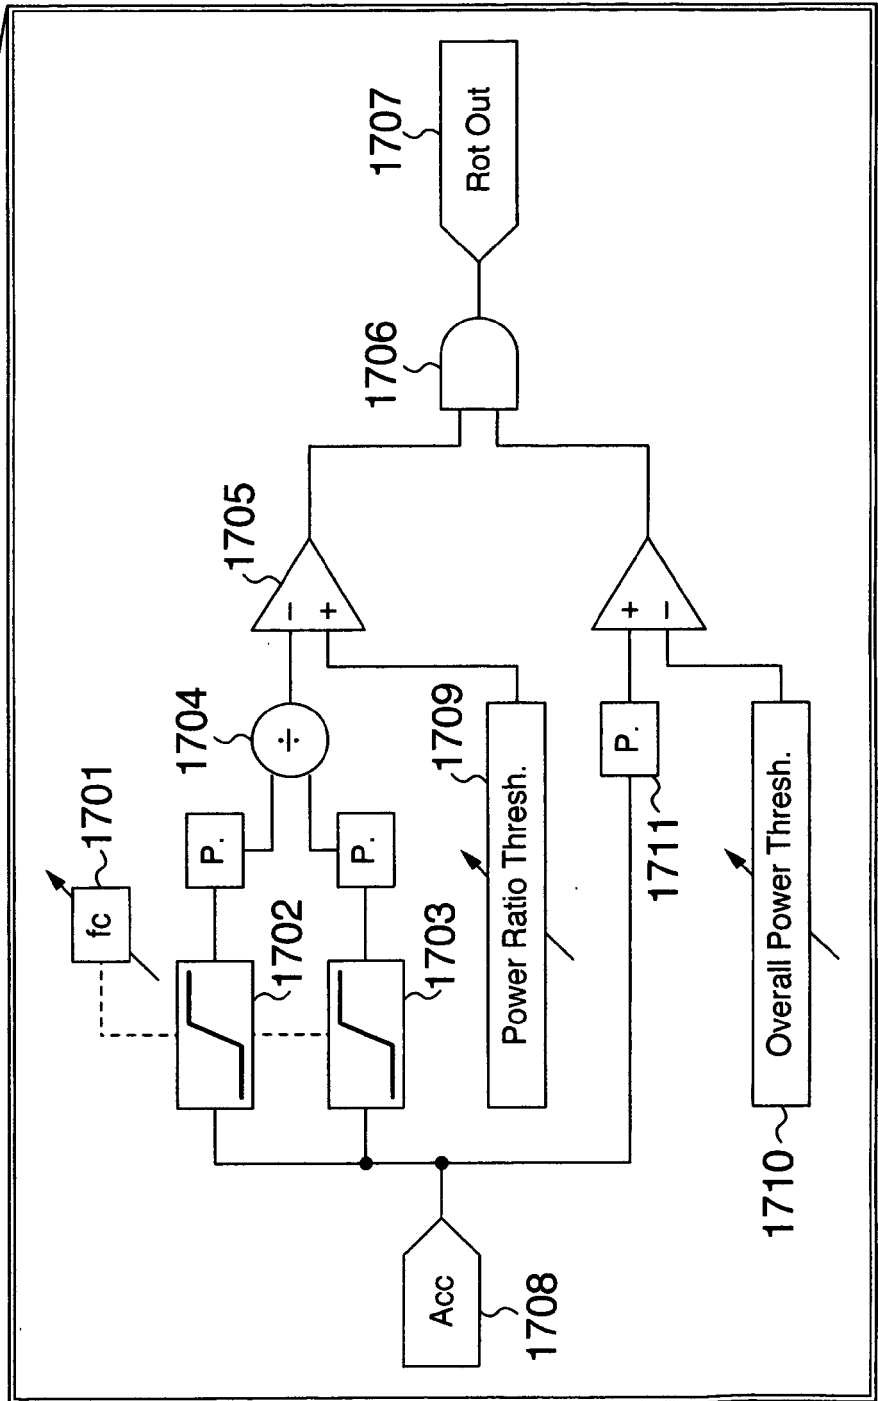 1701
fc
1702
1703
P.
P.
1704
÷
1705
−
+
1706
1707
Rot Out
Acc
1708
Power Ratio Thresh.
1709
P.
1711
+
−
Overall Power Thresh.
1710